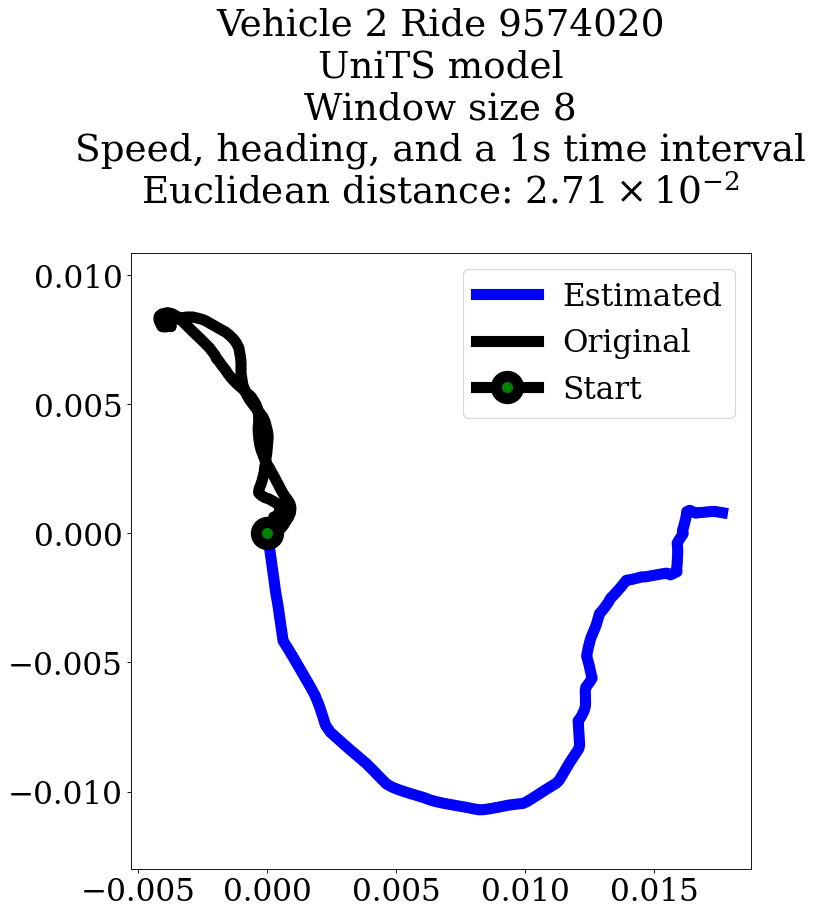 Vehicle 2 Ride 9574020
UniTS model
Window size 8
Speed, heading, and a 1s time interval
Euclidean distance: 2.71 × 10⁻²
0.010
0.005
0.000
−0.005
−0.010
Estimated
Original
Start
−0.005 0.000 0.005 0.010 0.015